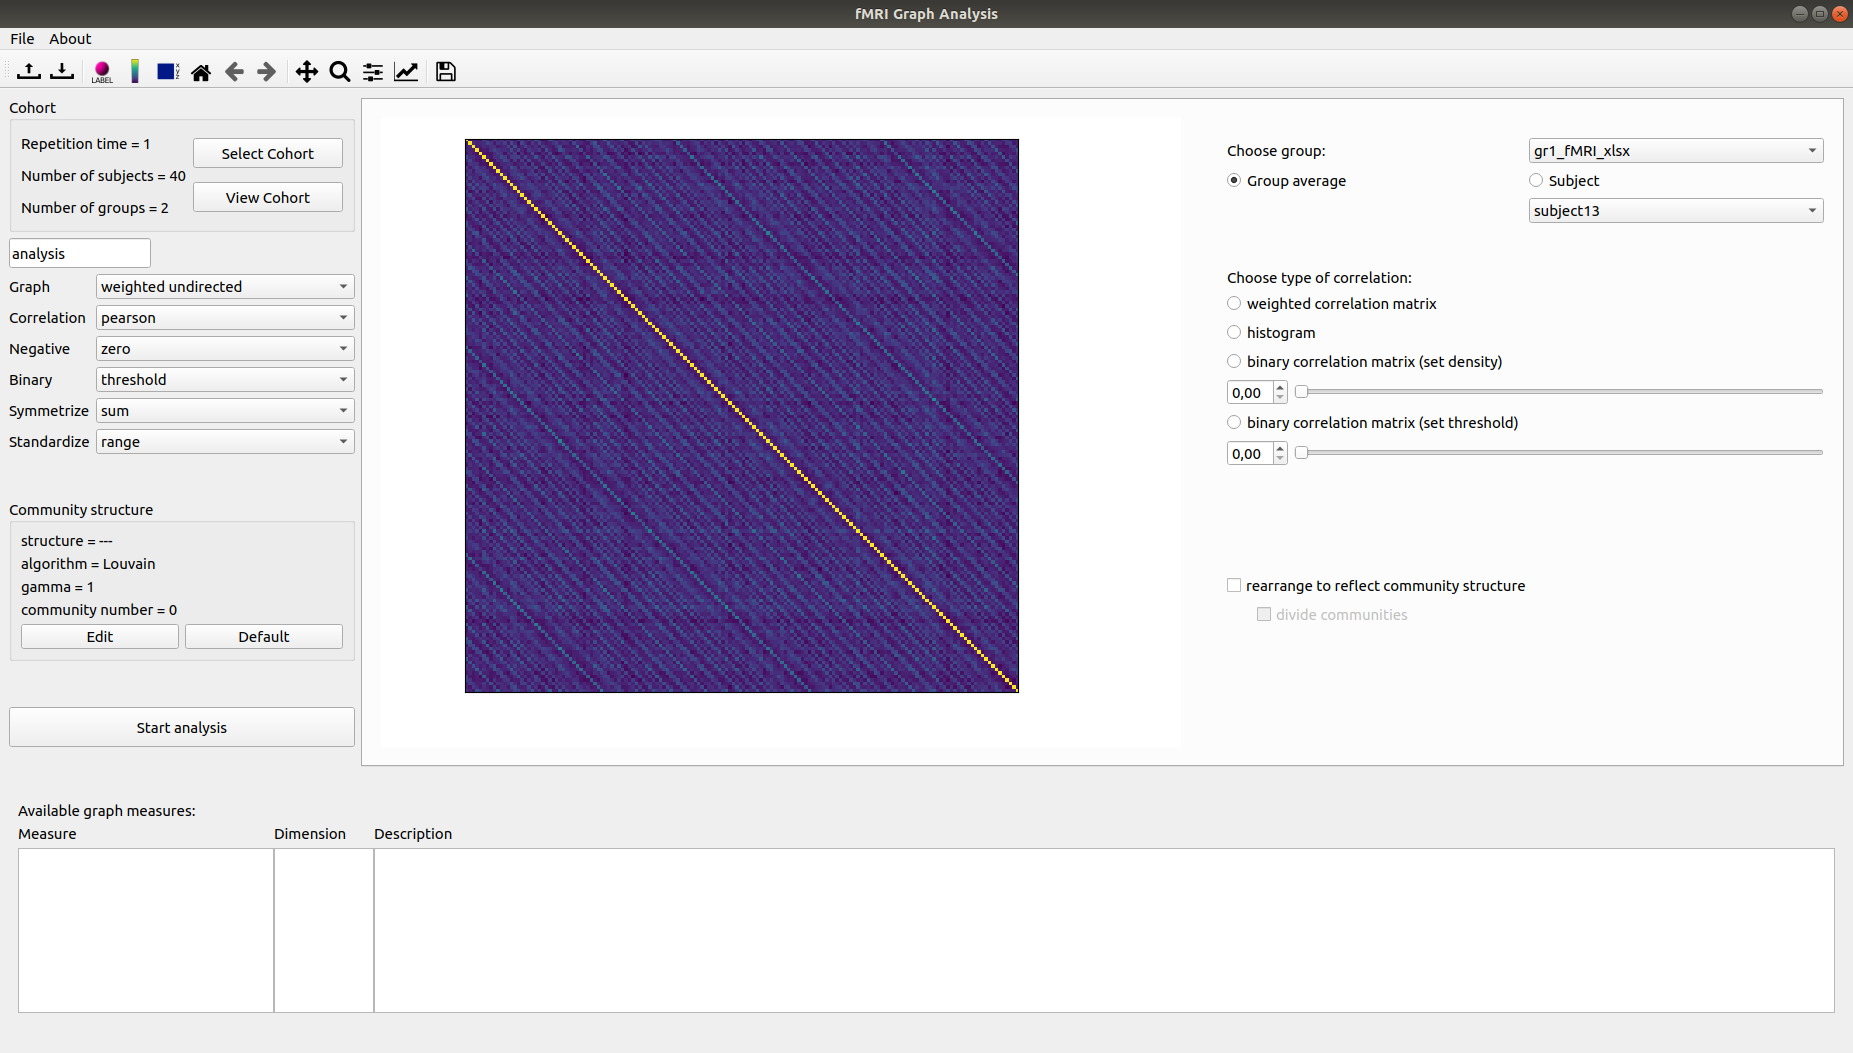 fMRI Graph Analysis
File About
LABEL
x
y
z
Cohort
Repetition time = 1
Select Cohort
Number of subjects = 40
View Cohort
Number of groups = 2
analysis
Graph weighted undirected
Correlation pearson
Negative zero
Binary threshold
Symmetrize sum
Standardize range
Community structure
structure = ---
algorithm = Louvain
gamma = 1
community number = 0
Edit Default
Start analysis
Choose group: gr1_fMRI_xlsx
Group average Subject
subject13
Choose type of correlation:
weighted correlation matrix
histogram
binary correlation matrix (set density)
0,00
binary correlation matrix (set threshold)
0,00
rearrange to reflect community structure
divide communities
Available graph measures:
Measure Dimension Description